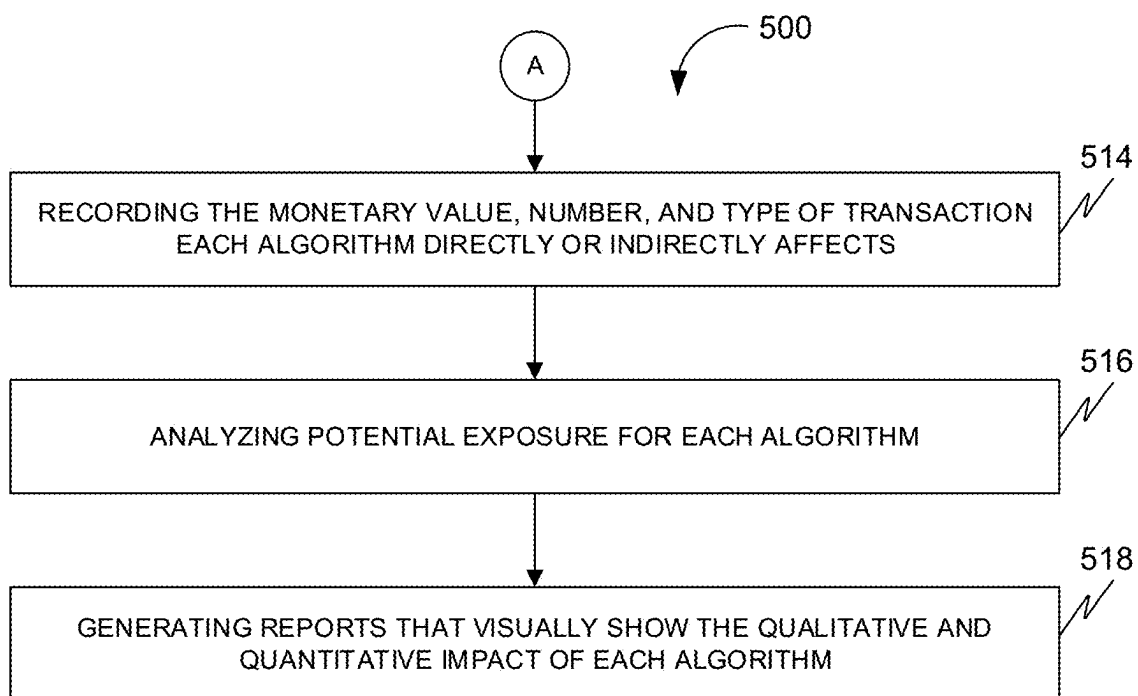 500
A
514
RECORDING THE MONETARY VALUE, NUMBER, AND TYPE OF TRANSACTION
EACH ALGORITHM DIRECTLY OR INDIRECTLY AFFECTS
516
ANALYZING POTENTIAL EXPOSURE FOR EACH ALGORITHM
518
GENERATING REPORTS THAT VISUALLY SHOW THE QUALITATIVE AND
QUANTITATIVE IMPACT OF EACH ALGORITHM